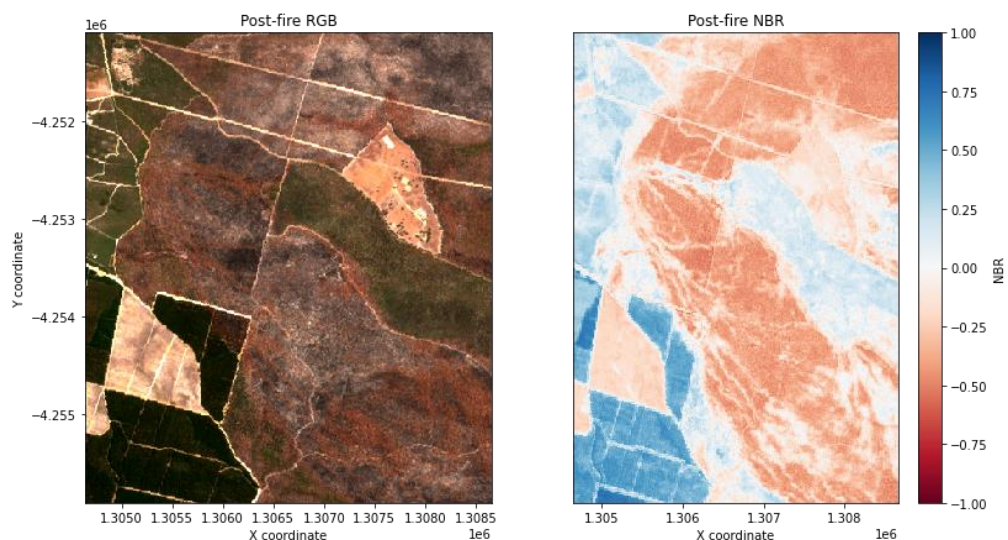 Post-fire RGB
1e6
−4.252
−4.253
−4.254
−4.255
Y coordinate
1.3050 1.3055 1.3060 1.3065 1.3070 1.3075 1.3080 1.3085
X coordinate
1e6
Post-fire NBR
1.305 1.306 1.307 1.308
X coordinate
1e6
1.00
0.75
0.50
0.25
0.00
−0.25
−0.50
−0.75
−1.00
NBR